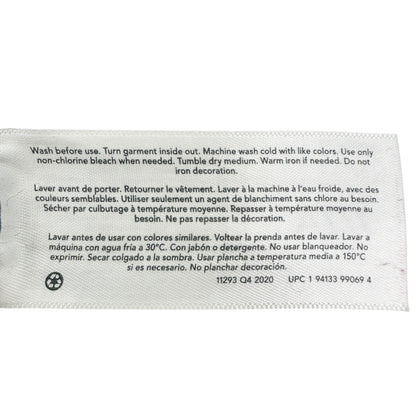 Wash before use. Turn garment inside out. Machine wash cold with like colors. Use only
non-chlorine bleach when needed. Tumble dry medium. Warm iron if needed. Do not
iron decoration.
Laver avant de porter. Retourner le vêtement. Laver à la machine à l'eau froide, avec des
couleurs semblables. Utiliser seulement un agent de blanchiment sans chlore au besoin.
Sécher par culbutage à température moyenne. Repasser à température moyenne au
besoin. Ne pas repasser la décoration.
Lavar antes de usar con colores similares. Voltear la prenda antes de lavar. Lavar a
máquina con agua fria a 30°C. Con jabón o detergente. No usar blanqueador. No
exprimir. Secar colgado a la sombra. Usar plancha a temperatura media a 150°C
si es necesario. No planchar decoración.
11293 Q4 2020 UPC 1 94133 99069 4